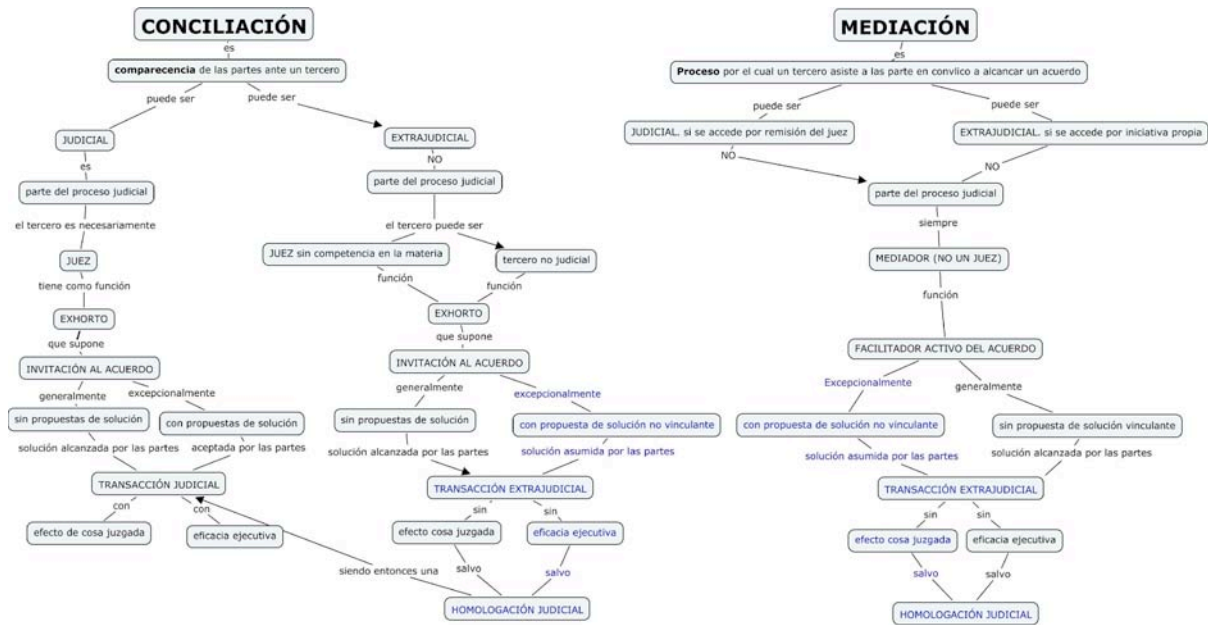 CONCILIACIÓN
es
comparecencia de las partes ante un tercero
puede ser
puede ser
JUDICIAL
es
parte del proceso judicial
el tercero es necesariamente
JUEZ
tiene como función
EXHORTO
que supone
INVITACIÓN AL ACUERDO
generalmente
excepcionalmente
sin propuestas de solución
con propuestas de solución
solución alcanzada por las partes
aceptada por las partes
TRANSACCIÓN JUDICIAL
con
con
efecto de cosa juzgada
eficacia ejecutiva
EXTRAJUDICIAL
NO
parte del proceso judicial
el tercero puede ser
JUEZ sin competencia en la materia
tercero no judicial
función
función
EXHORTO
que supone
INVITACIÓN AL ACUERDO
generalmente
excepcionalmente
sin propuestas de solución
con propuesta de solución no vinculante
solución alcanzada por las partes
solución asumida por las partes
TRANSACCIÓN EXTRAJUDICIAL
sin
sin
efecto cosa juzgada
eficacia ejecutiva
salvo
salvo
siendo entonces una
HOMOLOGACIÓN JUDICIAL
MEDIACIÓN
es
Proceso por el cual un tercero asiste a las parte en convlico a alcancar un acuerdo
puede ser
puede ser
JUDICIAL. si se accede por remisión del juez
EXTRAJUDICIAL. si se accede por iniciativa propia
NO
NO
parte del proceso judicial
siempre
MEDIADOR (NO UN JUEZ)
función
FACILITADOR ACTIVO DEL ACUERDO
Excepcionalmente
generalmente
con propuesta de solución no vinculante
sin propuesta de solución vinculante
solución asumida por las partes
solución alcanzada por las partes
TRANSACCIÓN EXTRAJUDICIAL
sin
sin
efecto cosa juzgada
eficacia ejecutiva
salvo
salvo
HOMOLOGACIÓN JUDICIAL